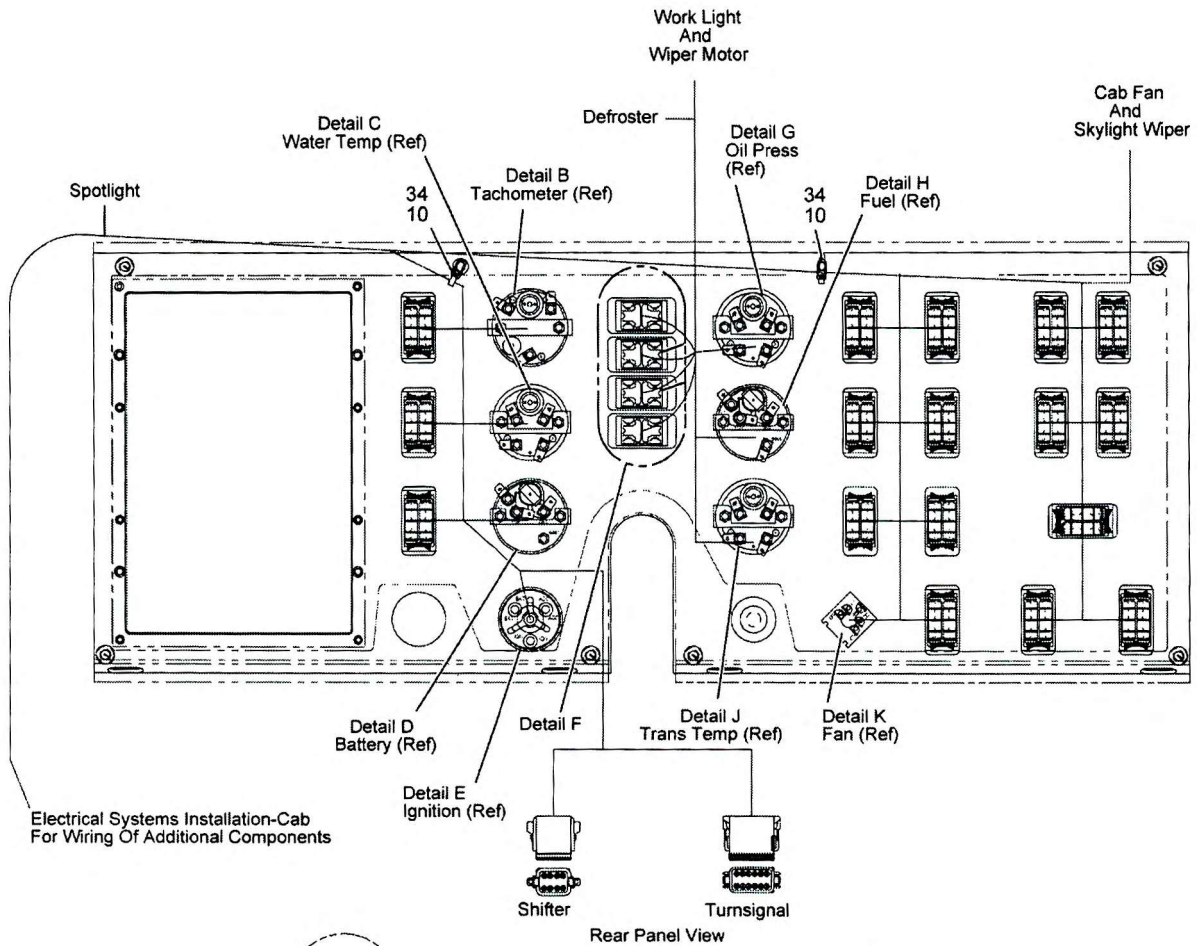 Work Light
And
Wiper Motor
Cab Fan
And
Skylight Wiper
Defroster
Detail C
Water Temp (Ref)
Detail G
Oil Press
(Ref)
Detail B
Tachometer (Ref)
Detail H
Fuel (Ref)
Spotlight
34
10
34
10
Detail D
Battery (Ref)
Detail F
Detail J
Trans Temp (Ref)
Detail K
Fan (Ref)
Detail E
Ignition (Ref)
Electrical Systems Installation-Cab
For Wiring Of Additional Components
Shifter
Turnsignal
Rear Panel View